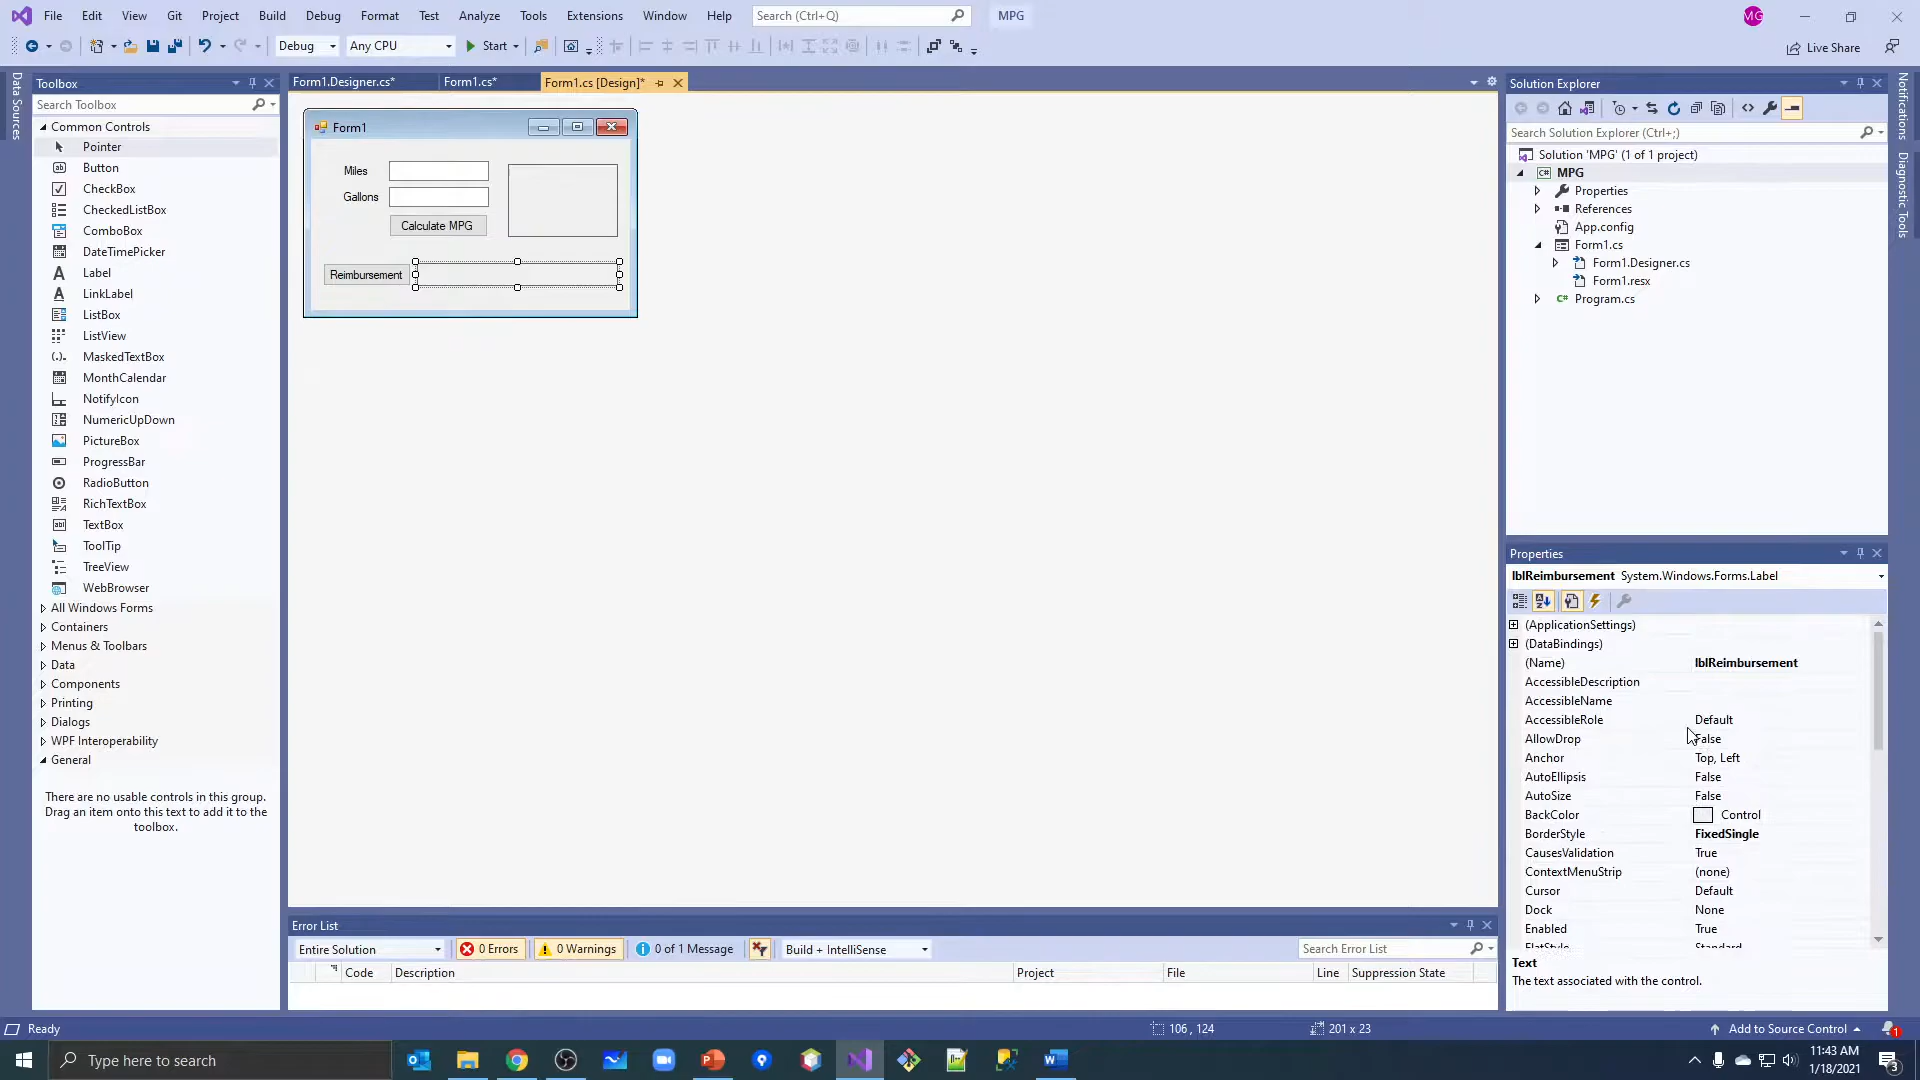 File Edit View Git Project Build Debug Format Test Analyze Tools Extensions Window Help Search (Ctrl+Q) MPG MG
Debug Any CPU Start Live Share
Data Sources
Toolbox
Search Toolbox
Common Controls
Pointer
Button
CheckBox
CheckedListBox
ComboBox
DateTimePicker
Label
LinkLabel
ListBox
ListView
MaskedTextBox
MonthCalendar
NotifyIcon
NumericUpDown
PictureBox
ProgressBar
RadioButton
RichTextBox
TextBox
ToolTip
TreeView
WebBrowser
All Windows Forms
Containers
Menus & Toolbars
Data
Components
Printing
Dialogs
WPF Interoperability
General
There are no usable controls in this group.
Drag an item onto this text to add it to the
toolbox.
Form1.Designer.cs* Form1.cs* Form1.cs [Design]*
Form1
Miles
Gallons
Calculate MPG
Reimbursement
Error List
Entire Solution 0 Errors 0 Warnings 0 of 1 Message Build + IntelliSense Search Error List
Code Description Project File Line Suppression State
Solution Explorer
Search Solution Explorer (Ctrl+;)
Solution 'MPG' (1 of 1 project)
MPG
Properties
References
App.config
Form1.cs
Form1.Designer.cs
Form1.resx
Program.cs
Notifications
Diagnostic Tools
Properties
lblReimbursement System.Windows.Forms.Label
(ApplicationSettings)
(DataBindings)
(Name) lblReimbursement
AccessibleDescription
AccessibleName
AccessibleRole Default
AllowDrop False
Anchor Top, Left
AutoEllipsis False
AutoSize False
BackColor Control
BorderStyle FixedSingle
CausesValidation True
ContextMenuStrip (none)
Cursor Default
Dock None
Enabled True
FlatStyle Standard
Text
The text associated with the control.
Ready 106 , 124 201 x 23 Add to Source Control 1
Type here to search
11:43 AM
1/18/2021
3